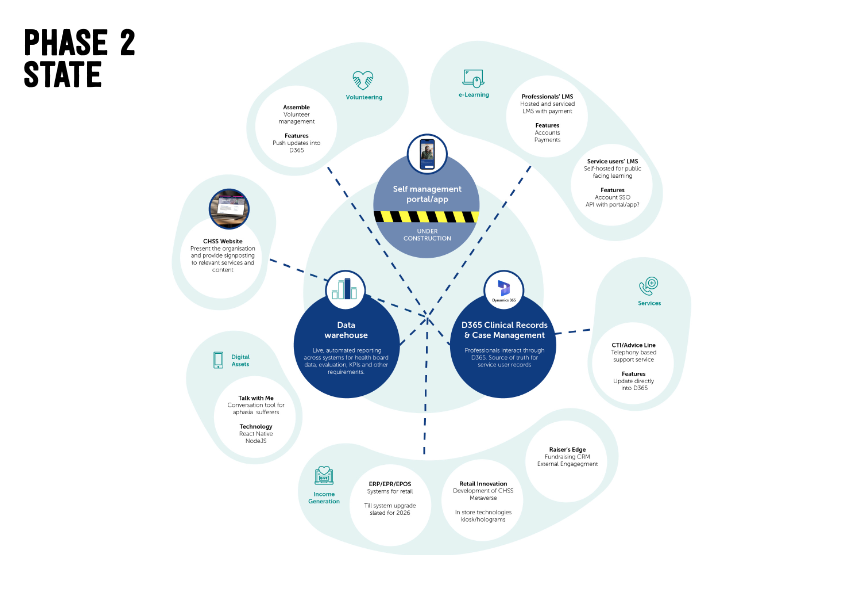 PHASE 2
STATE
Volunteering
Assemble
Volunteer
management
Features
Push updates into
D365
e-Learning
Professionals' LMS
Hosted and serviced
LMS with payment
Features
Accounts
Payments
Service users' LMS
Self-hosted for public
facing learning
Features
Account SSO
API with portal/app?
Self management
portal/app
UNDER
CONSTRUCTION
CHSS Website
Present the organisation
and provide signposting
to relevant services and
content
Data
warehouse
Live, automated reporting
across systems for health board
data, evaluation, KPIs and other
requirements.
Dynamics 365
D365 Clinical Records
& Case Management
Professionals interact through
D365. Source of truth for
service user records
Services
CTI/Advice Line
Telephony based
support service
Features
Update directly
into D365
Digital
Assets
Talk with Me
Conversation tool for
aphasia sufferers
Technology
React Native
NodeJS
Income
Generation
ERP/EPR/EPOS
Systems for retail
Till system upgrade
slated for 2026
Retail Innovation
Development of CHSS
Metaverse
In store technologies
kiosk/holograms
Raiser's Edge
Fundraising CRM
External Engagegment